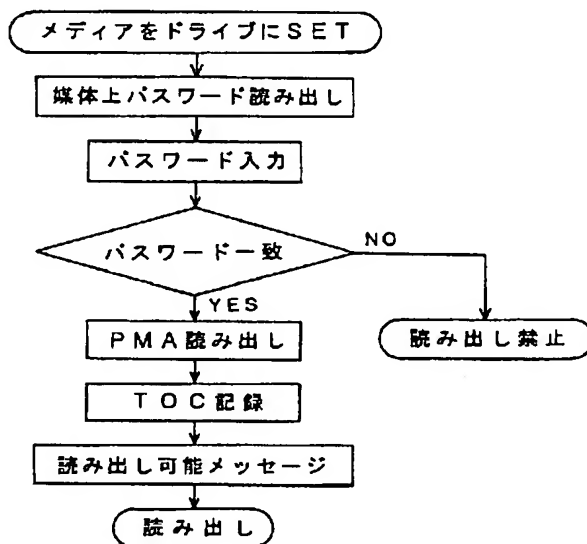 メディアをドライブにSET
媒体上パスワード読み出し
パスワード入力
パスワード一致
NO
YES
PMA読み出し
読み出し禁止
TOC記録
読み出し可能メッセージ
読み出し